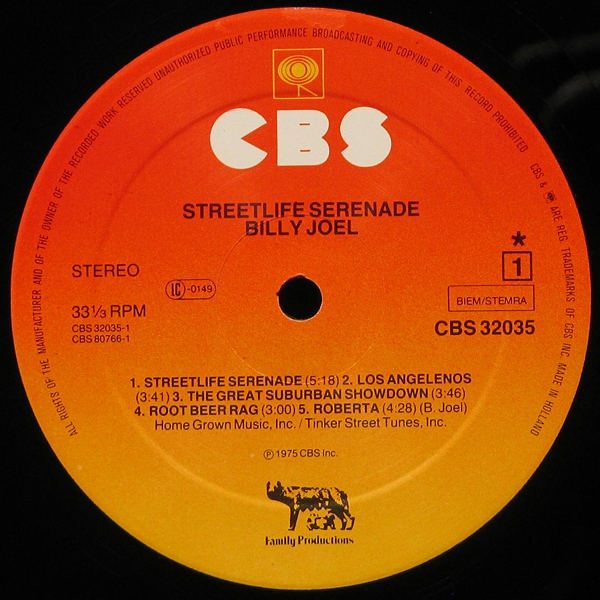 ALL RIGHTS OF THE MANUFACTURER AND OF THE OWNER OF THE RECORDED WORK RESERVED UNAUTHORIZED PUBLIC PERFORMANCE BROADCASTING AND COPYING OF THIS RECORD PROHIBITED
CBS & ARE REG. TRADEMARKS OF CBS INC. MADE IN HOLLAND
CBS
STREETLIFE SERENADE
BILLY JOEL
STEREO
LC-0149
* 
1
33 1/3 RPM
BIEM/STEMRA
CBS 32035-1
CBS 32035
CBS 80766-1
1. STREETLIFE SERENADE (5:18) 2. LOS ANGELENOS
(3:41) 3. THE GREAT SUBURBAN SHOWDOWN (3:46)
4. ROOT BEER RAG (3:00) 5. ROBERTA (4:28) (B. Joel)
Home Grown Music, Inc. / Tinker Street Tunes, Inc.
℗ 1975 CBS Inc.
Family Productions